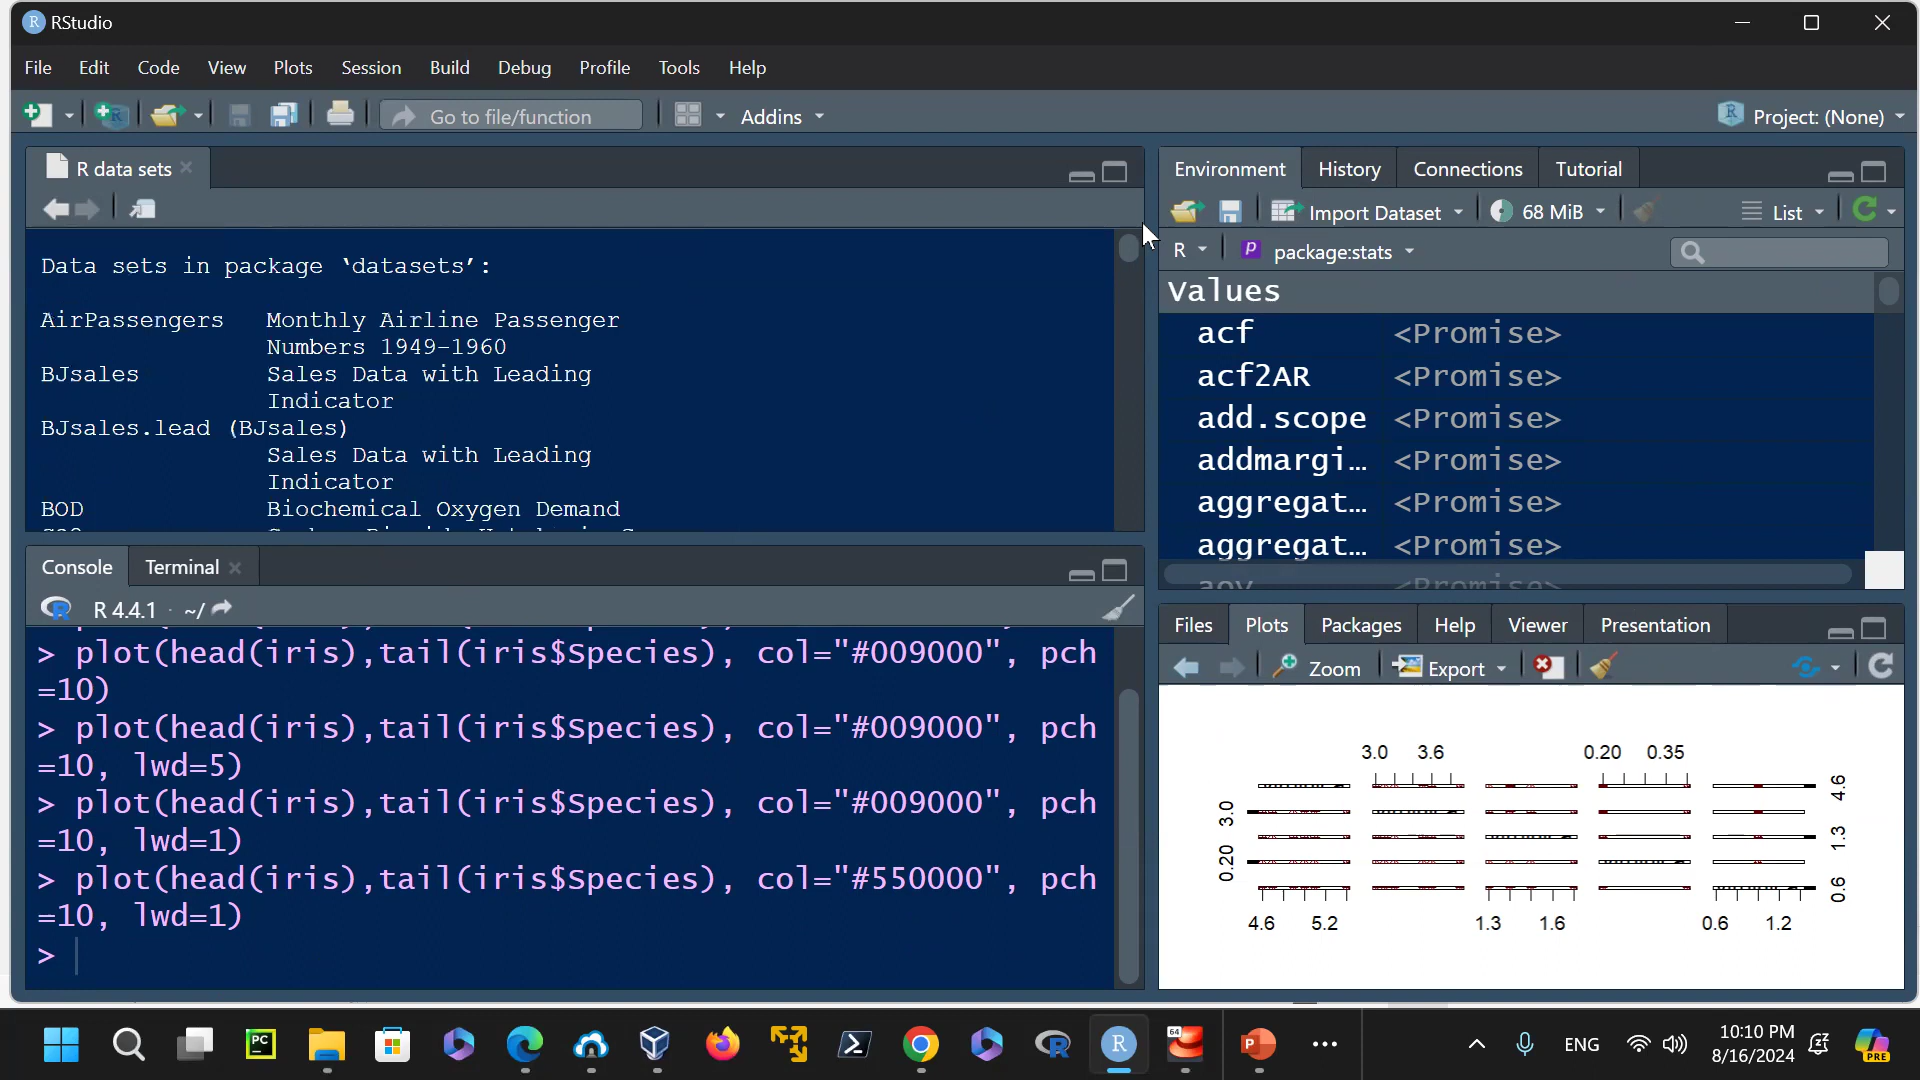 RStudio
File Edit Code View Plots Session Build Debug Profile Tools Help
Go to file/function
Addins
Project: (None)
R data sets
Data sets in package ‘datasets’:
AirPassengers Monthly Airline Passenger
Numbers 1949-1960
BJsales Sales Data with Leading
Indicator
BJsales.lead (BJsales)
Sales Data with Leading
Indicator
BOD Biochemical Oxygen Demand
Console Terminal
R 4.4.1 · ~/
> plot(head(iris),tail(iris$Species), col="#009000", pch
=10)
> plot(head(iris),tail(iris$Species), col="#009000", pch
=10, lwd=5)
> plot(head(iris),tail(iris$Species), col="#009000", pch
=10, lwd=1)
> plot(head(iris),tail(iris$Species), col="#550000", pch
=10, lwd=1)
>
Environment History Connections Tutorial
Import Dataset 68 MiB List
R package:stats
Values
acf <Promise>
acf2AR <Promise>
add.scope <Promise>
addmargi… <Promise>
aggregat… <Promise>
aggregat… <Promise>
aov <Promise>
Files Plots Packages Help Viewer Presentation
Zoom Export
3.0 3.6 0.20 0.35
4.6
3.0
1.3
0.20
0.6
4.6 5.2 1.3 1.6 0.6 1.2
PC
64
R
P
ENG
10:10 PM
8/16/2024
PRE